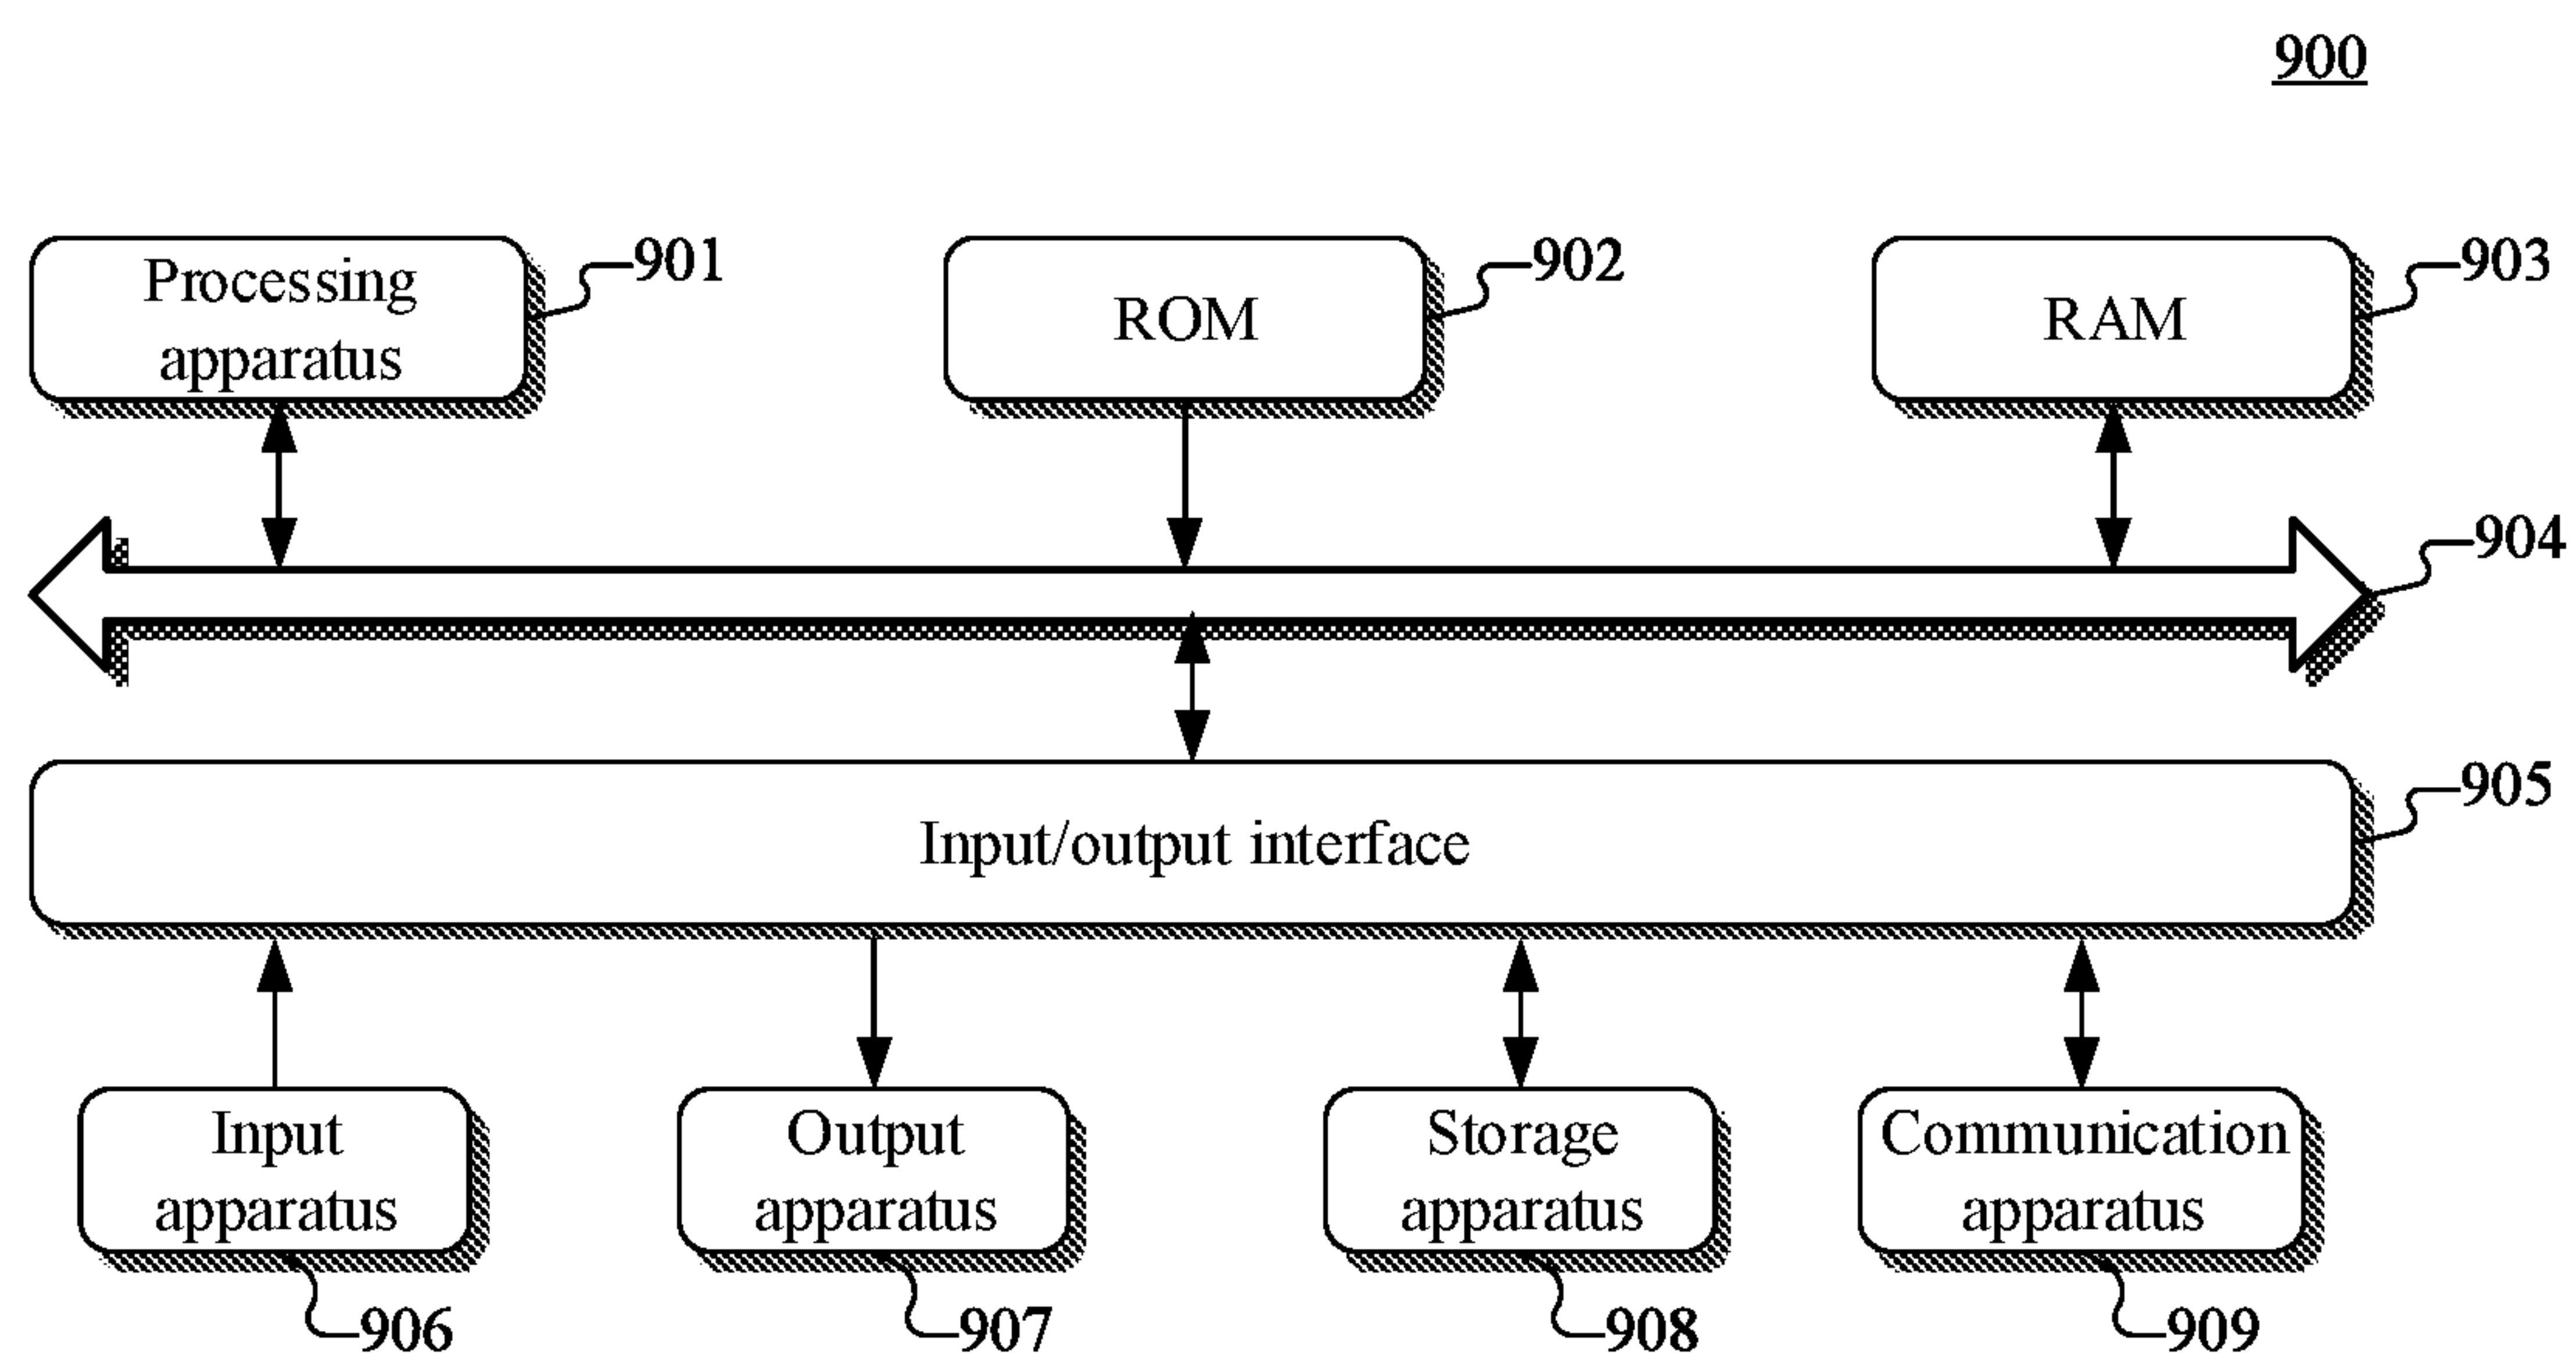 900
Processing
apparatus
901
ROM
902
RAM
903
904
Input/output interface
905
Input
apparatus
906
Output
apparatus
907
Storage
apparatus
908
Communication
apparatus
909